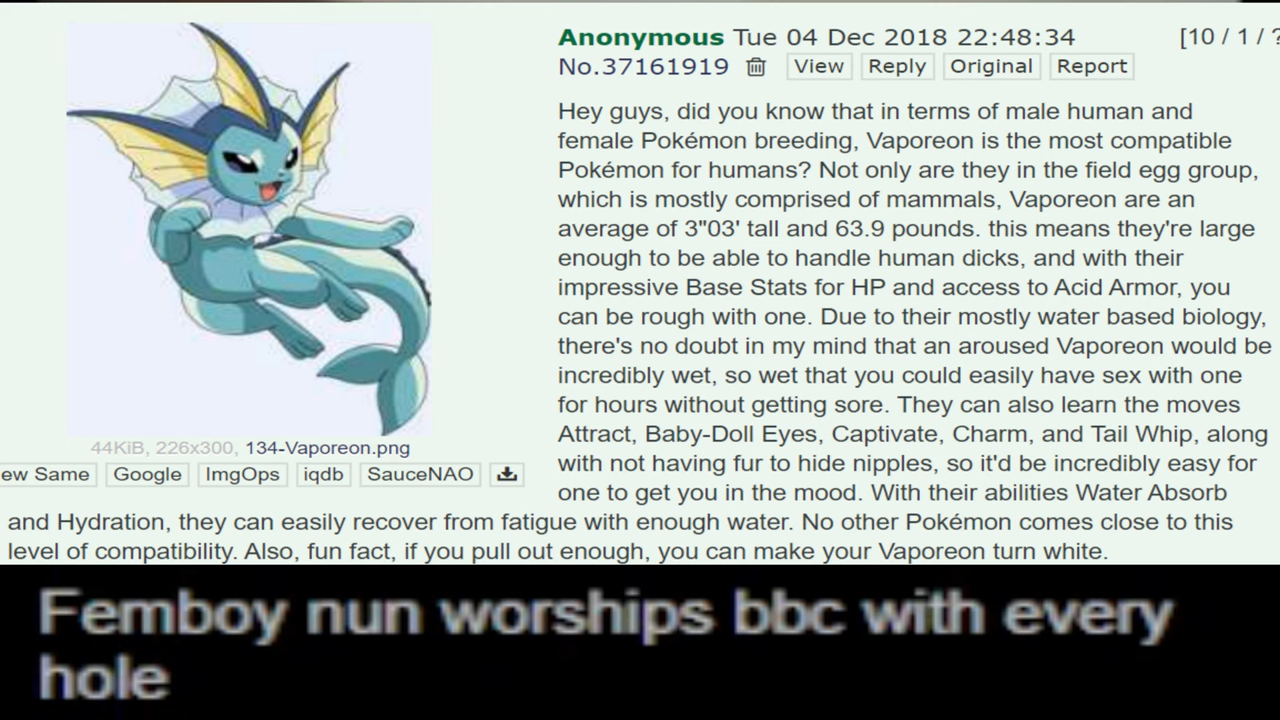 Anonymous Tue 04 Dec 2018 22:48:34 [10 / 1 / ?
No.37161919 View Reply Original Report
Hey guys, did you know that in terms of male human and
female Pokémon breeding, Vaporeon is the most compatible
Pokémon for humans? Not only are they in the field egg group,
which is mostly comprised of mammals, Vaporeon are an
average of 3"03' tall and 63.9 pounds. this means they're large
enough to be able to handle human dicks, and with their
impressive Base Stats for HP and access to Acid Armor, you
can be rough with one. Due to their mostly water based biology,
there's no doubt in my mind that an aroused Vaporeon would be
incredibly wet, so wet that you could easily have sex with one
for hours without getting sore. They can also learn the moves
Attract, Baby-Doll Eyes, Captivate, Charm, and Tail Whip, along
with not having fur to hide nipples, so it'd be incredibly easy for
one to get you in the mood. With their abilities Water Absorb
and Hydration, they can easily recover from fatigue with enough water. No other Pokémon comes close to this
level of compatibility. Also, fun fact, if you pull out enough, you can make your Vaporeon turn white.
44KiB, 226x300, 134-Vaporeon.png
ew Same Google ImgOps iqdb SauceNAO
Femboy nun worships bbc with every
hole